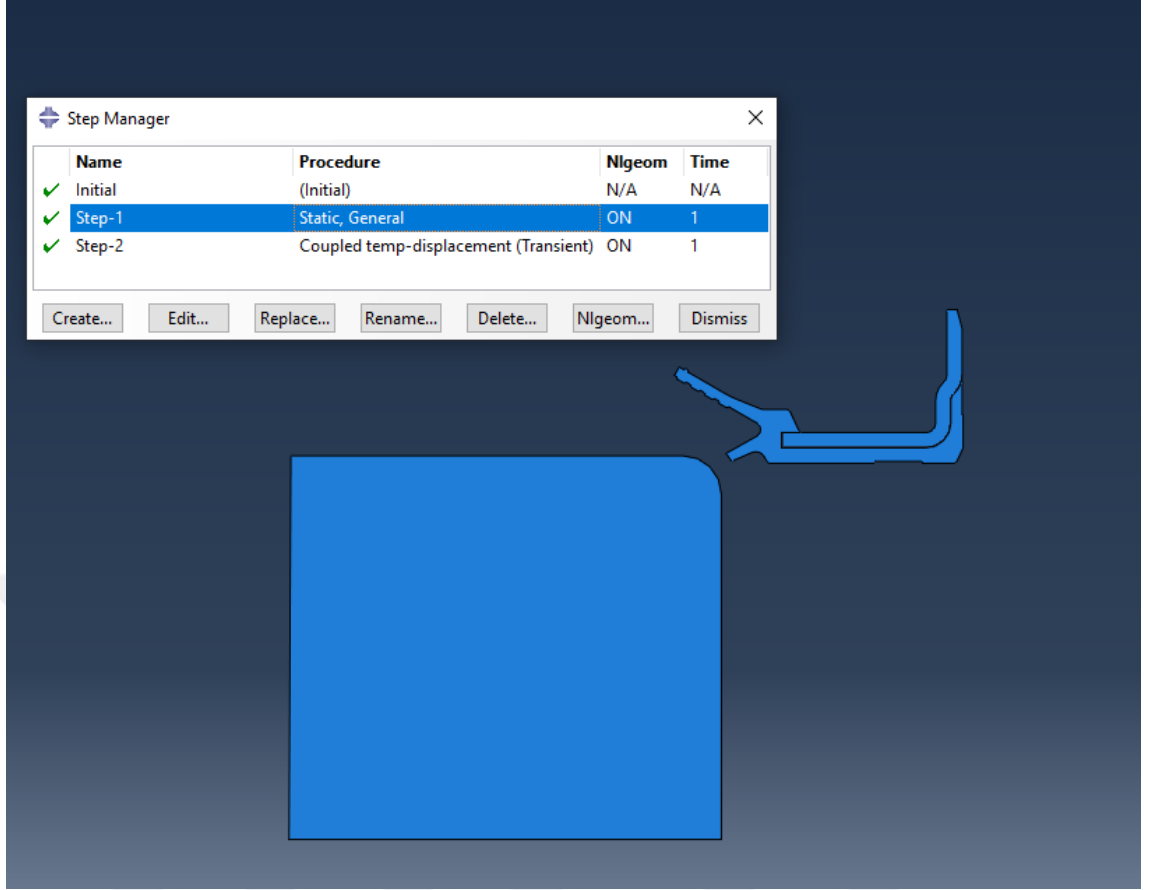 Step Manager
Name Procedure Nlgeom Time
Initial (Initial) N/A N/A
Step-1 Static, General ON 1
Step-2 Coupled temp-displacement (Transient) ON 1
Create... Edit... Replace... Rename... Delete... Nlgeom... Dismiss